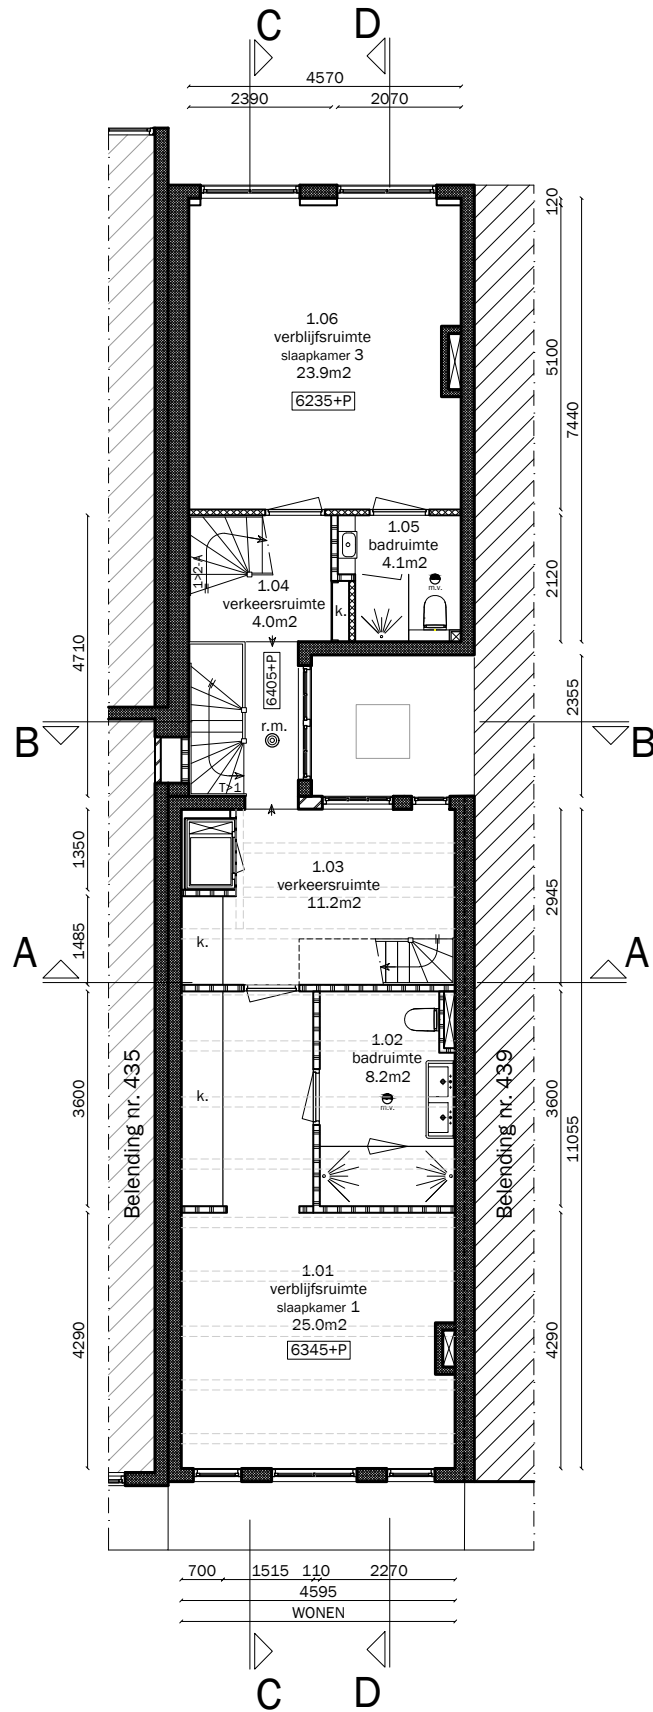 C
D
4570
2390
2070
120
5100
7440
1.06
verblijfsruimte
slaapkamer 3
23.9m2
6235+P
1.05
badruimte
4.1m2
m.v.
1>2-A
1.04
verkeersruimte
4.0m2
k.
2120
4710
6405+P
2355
B
r.m.
B
T>1
1350
1.03
verkeersruimte
11.2m2
2945
1485
k.
A
A
Belending nr. 435
3600
k.
1.02
badruimte
8.2m2
m.v.
Belending nr. 439
3600
11055
1.01
verblijfsruimte
slaapkamer 1
25.0m2
6345+P
4290
4290
700
1515
110
2270
4595
WONEN
C
D